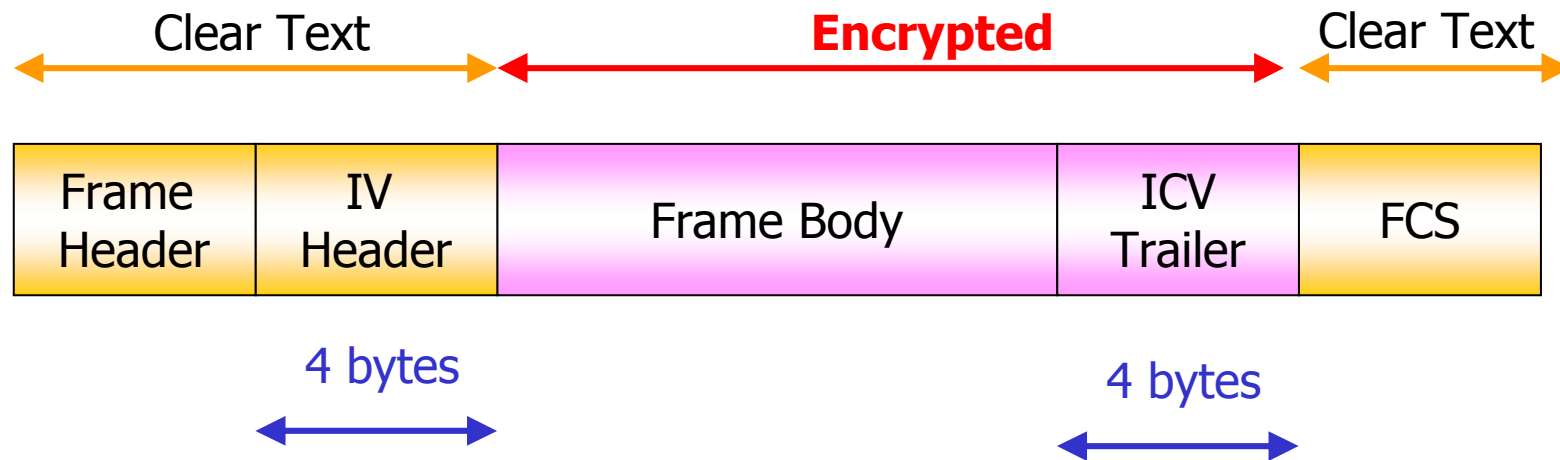 Clear Text
Encrypted
Clear Text
Frame
Header
IV
Header
Frame Body
ICV
Trailer
FCS
4 bytes
4 bytes